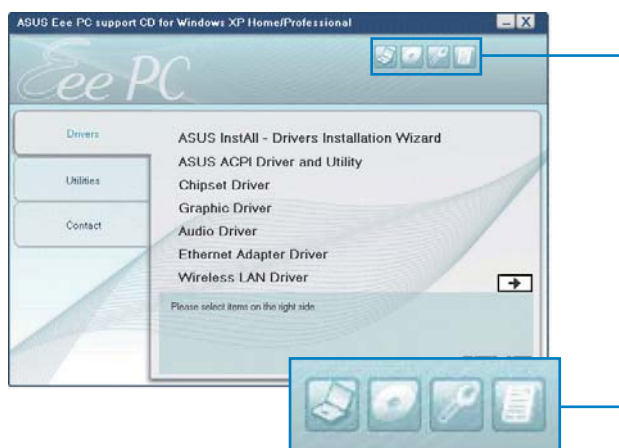 ASUS Eee PC support CD for Windows XP Home/Professional
Eee PC
Drivers
Utilities
Contact
ASUS InstAll - Drivers Installation Wizard
ASUS ACPI Driver and Utility
Chipset Driver
Graphic Driver
Audio Driver
Ethernet Adapter Driver
Wireless LAN Driver
Please select items on the right side